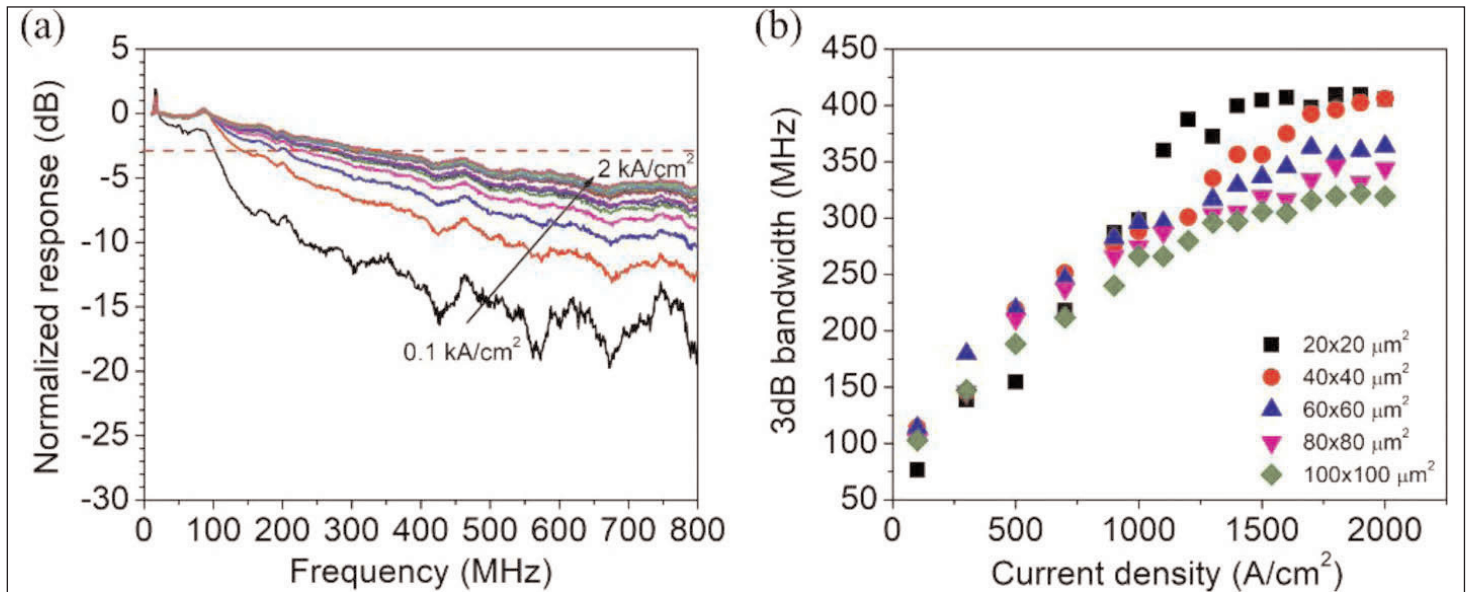 (a)
5
0
-5
-10
-15
-20
-25
-30
Normalized response (dB)
2 kA/cm²
0.1 kA/cm²
0 100 200 300 400 500 600 700 800
Frequency (MHz)
(b)
450
400
350
300
250
200
150
100
50
3dB bandwidth (MHz)
20x20 μm²
40x40 μm²
60x60 μm²
80x80 μm²
100x100 μm²
0 500 1000 1500 2000
Current density (A/cm²)